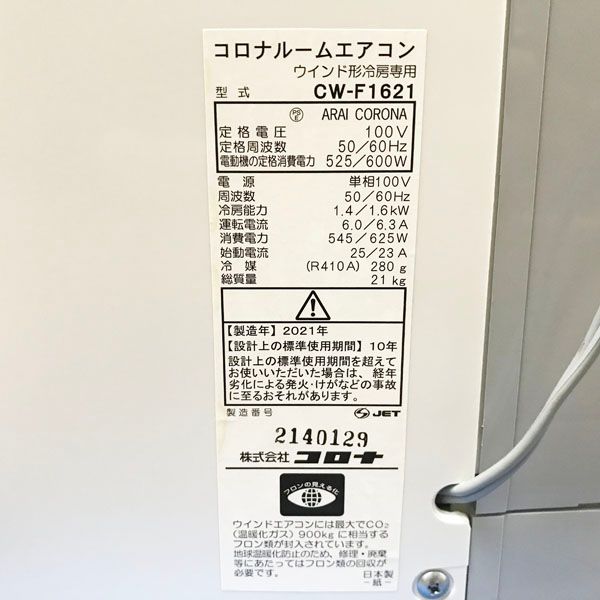 コロナルームエアコン
ウインド形冷房専用
型式 CW-F1621
PS E ARAI CORONA
定格電圧 100V
定格周波数 50/60Hz
電動機の定格消費電力 525/600W
電源 単相100V
周波数 50/60Hz
冷房能力 1.4/1.6kW
運転電流 6.0/6.3A
消費電力 545/625W
始動電流 25/23A
冷媒 (R410A) 280g
総質量 21kg
【製造年】2021年
【設計上の標準使用期間】10年
設計上の標準使用期間を超えて
お使いいただいた場合は、経年
劣化による発火・けがなどの事故
に至るおそれがあります。
製造番号 JET
2140129
株式会社 コロナ
フロンの見える化
ウインドエアコンには最大でCO₂
(温暖化ガス)900kgに相当する
フロン類が封入されています。
地球温暖化防止のため、修理・廃棄
等にあたってはフロン類の回収が
必要です。 日本製
-紙-